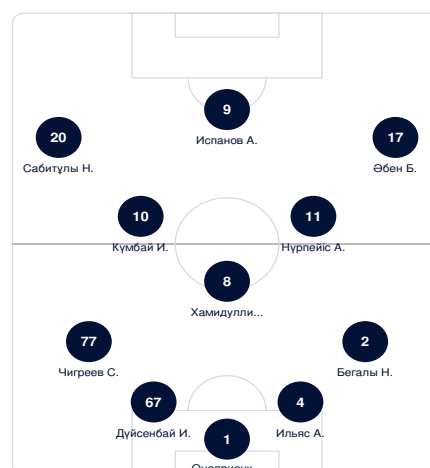 9
Испанов А.
20
Сабитұлы Н.
17
Әбен Б.
10
Құмбай И.
11
Нұрпейіс А.
8
Хамидулли...
77
Чигреев С.
2
Бегалы Н.
67
Дүйсенбай И.
4
Ильяс А.
1